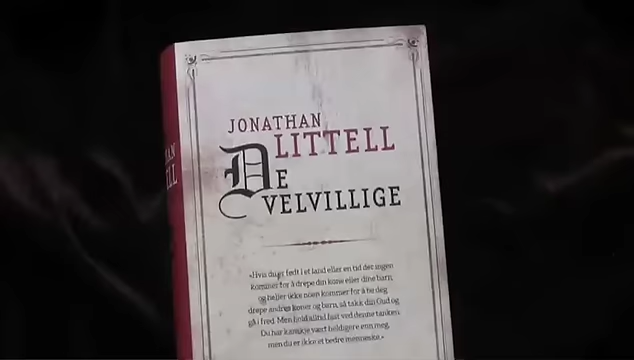 JONATHAN
LITTELL
De
VELVILLIGE
«Hvis du er født i et land eller en tid der ingen
kommer for å drepe din kone eller dine barn,
og heller ikke noen kommer for å be deg
drepe andres koner og barn, så takk din Gud og
gå i fred. Men hold alltid fast ved denne tanken:
Du har kanskje vært heldigere enn meg,
men du er ikke et bedre menneske.»